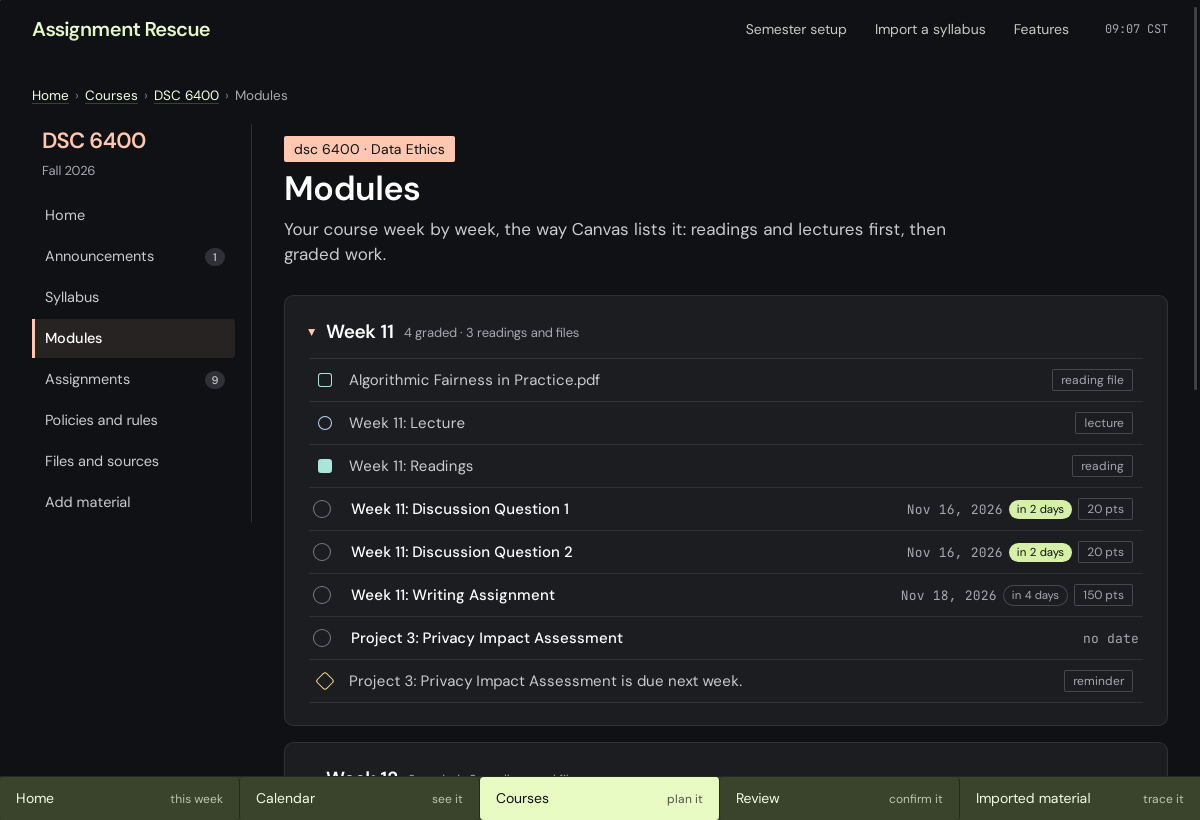 Assignment Rescue
Semester setup
Import a syllabus
Features
09:07 CST
Home › Courses › DSC 6400 › Modules
DSC 6400
Fall 2026
Home
Announcements 1
Syllabus
Modules
Assignments 9
Policies and rules
Files and sources
Add material
dsc 6400 · Data Ethics
Modules
Your course week by week, the way Canvas lists it: readings and lectures first, then
graded work.
▾ Week 11 4 graded · 3 readings and files
Algorithmic Fairness in Practice.pdf reading file
Week 11: Lecture lecture
Week 11: Readings reading
Week 11: Discussion Question 1 Nov 16, 2026 in 2 days 20 pts
Week 11: Discussion Question 2 Nov 16, 2026 in 2 days 20 pts
Week 11: Writing Assignment Nov 18, 2026 in 4 days 150 pts
Project 3: Privacy Impact Assessment no date
Project 3: Privacy Impact Assessment is due next week. reminder
Week 12
Home this week
Calendar see it
Courses plan it
Review confirm it
Imported material trace it